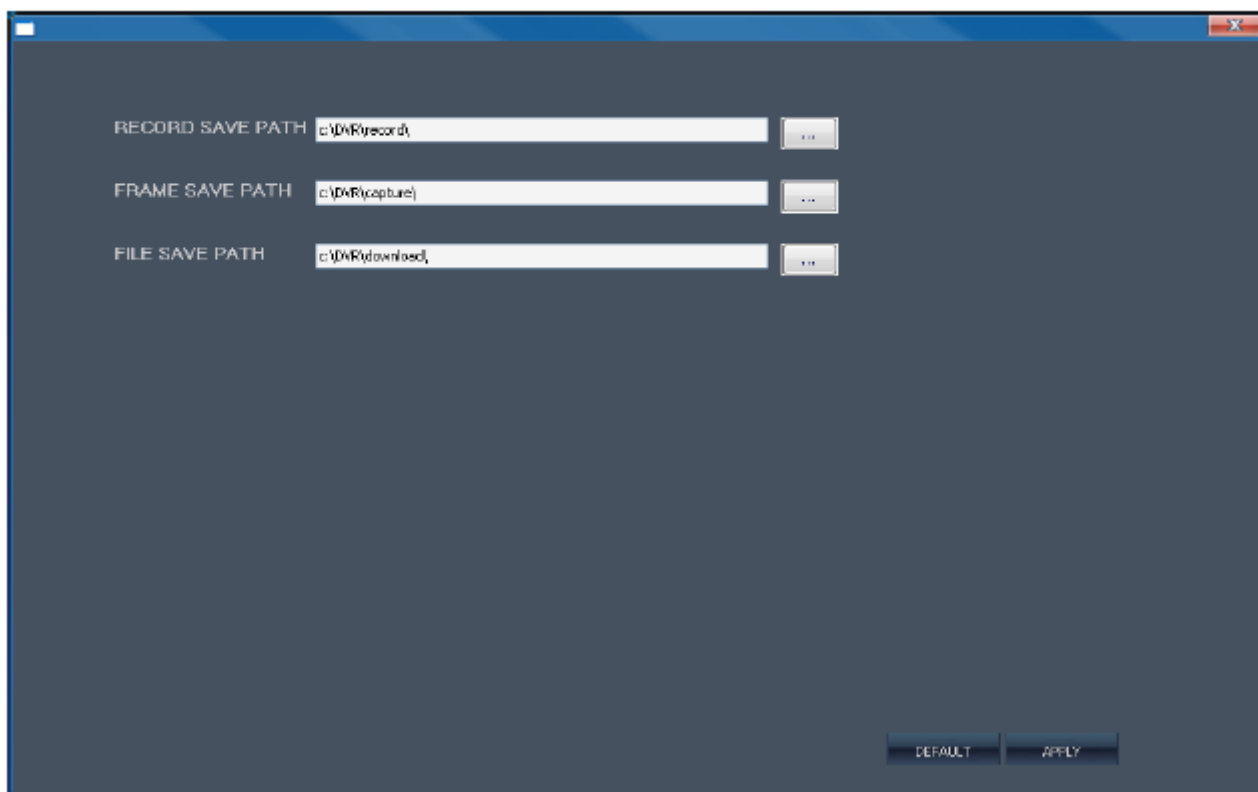 RECORD SAVE PATH c:\DVR\record\ ...
FRAME SAVE PATH c:\DVR\capture\ ...
FILE SAVE PATH c:\DVR\download\ ...
DEFAULT APPLY